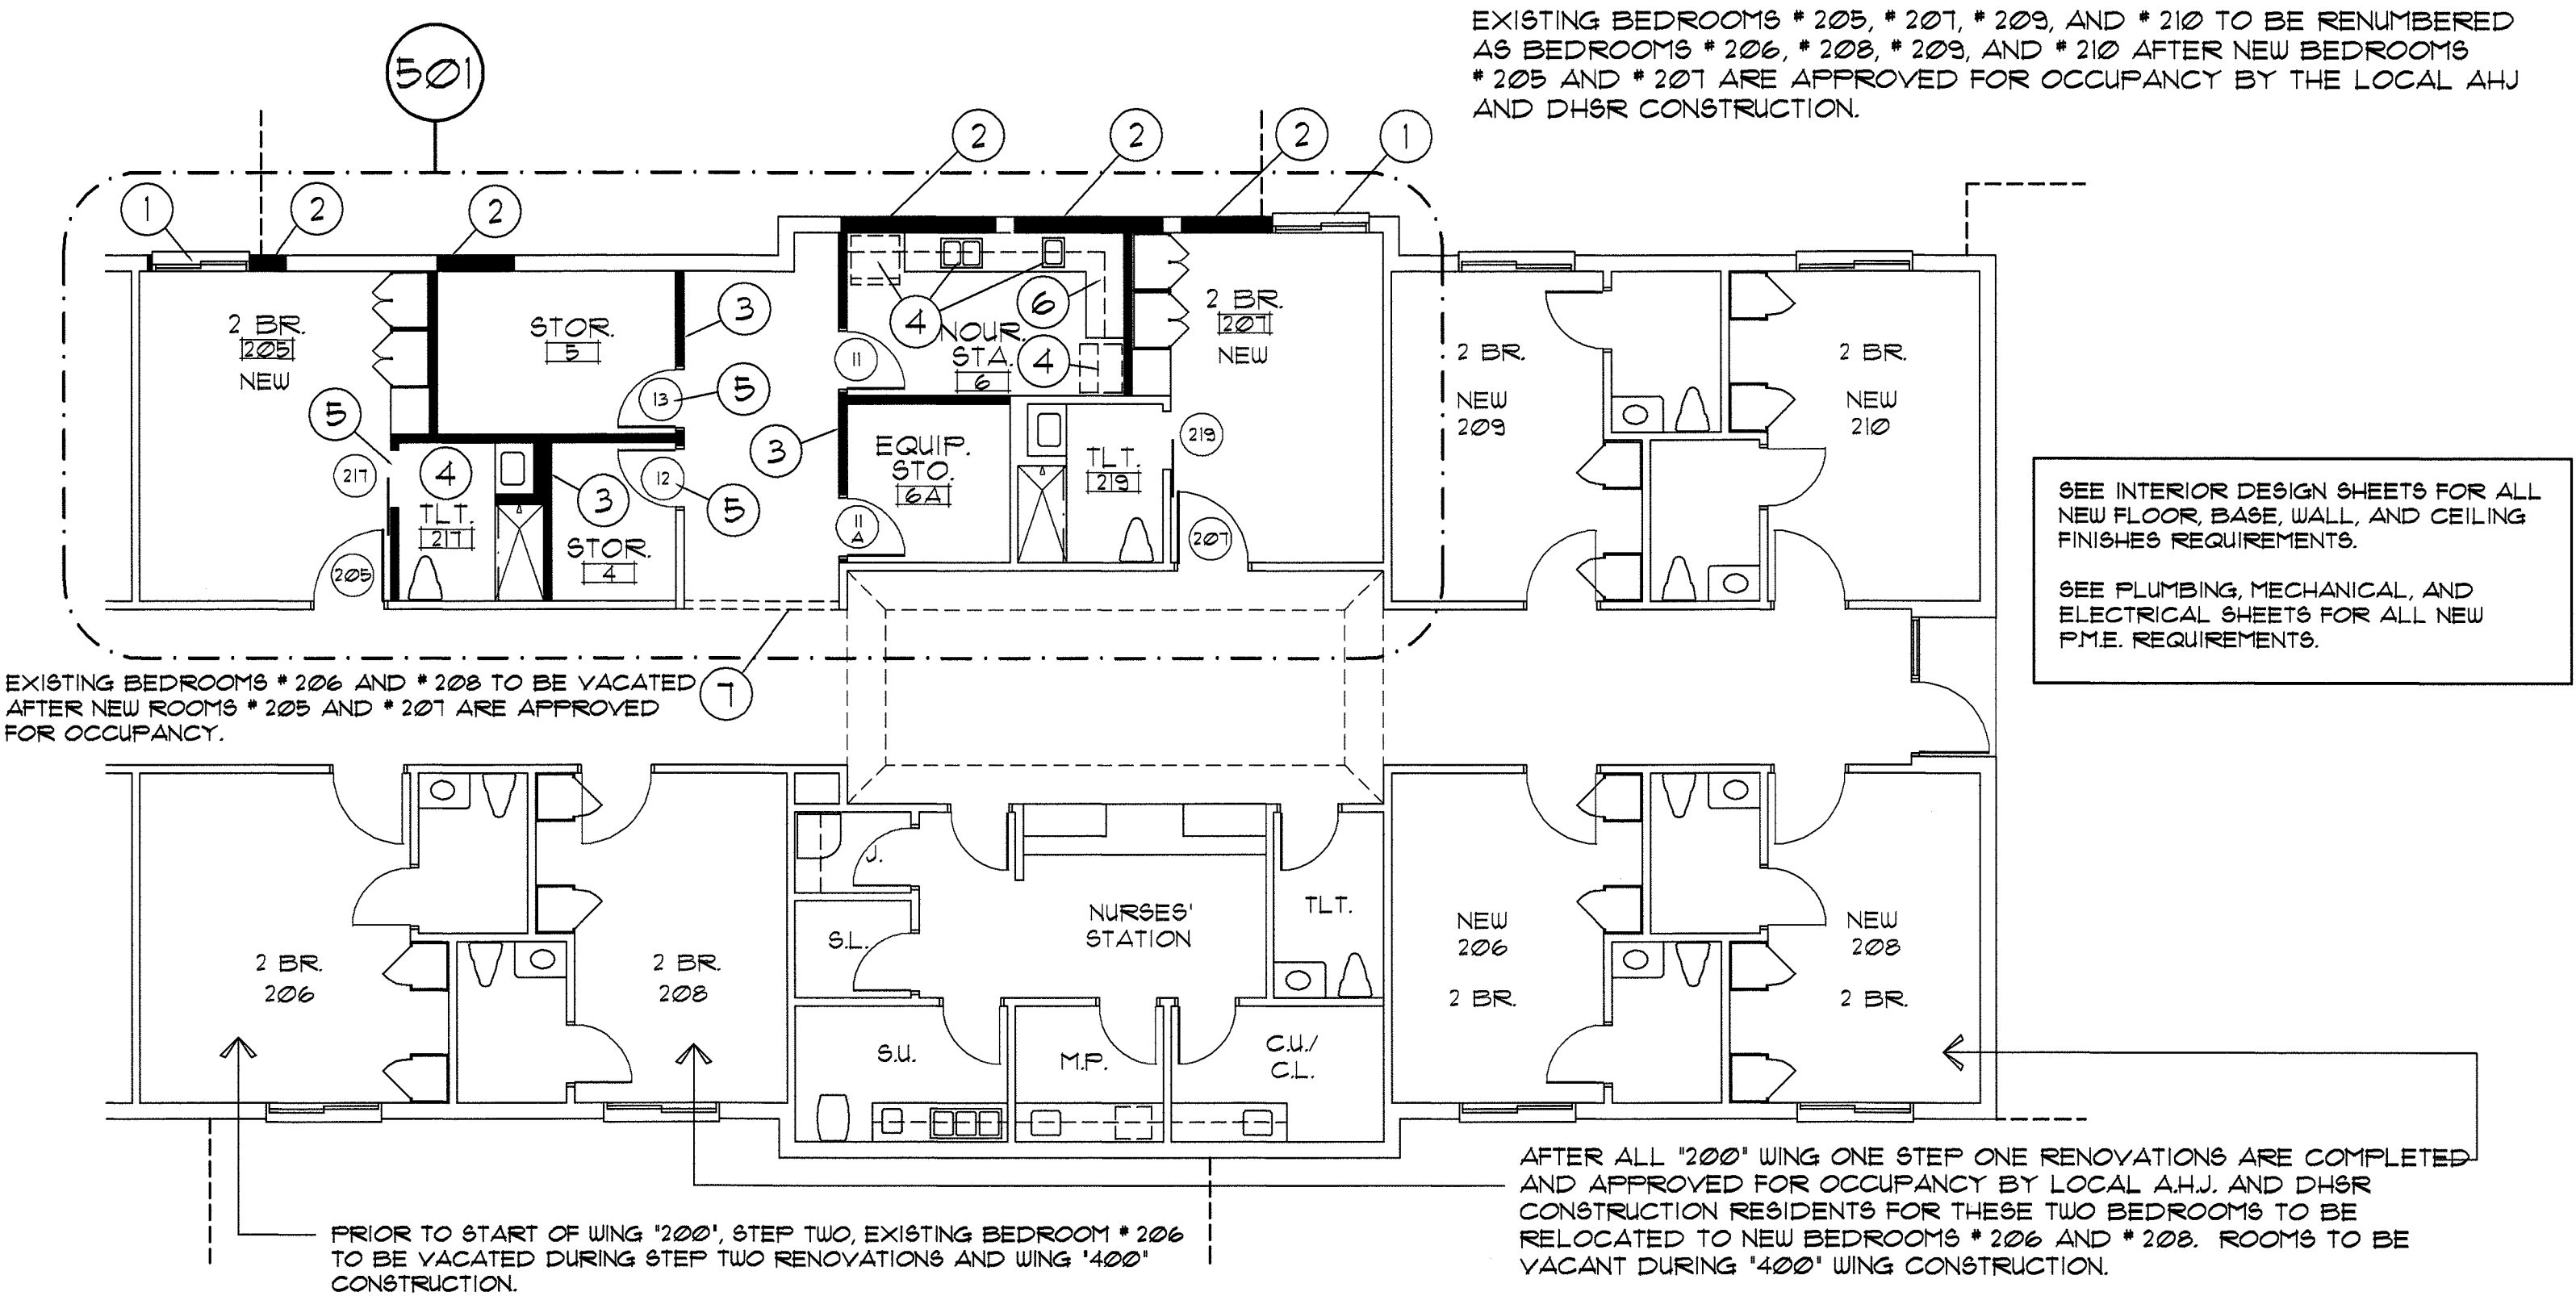 EXISTING BEDROOMS #205, #207, #209, AND #210 TO BE RENUMBERED
AS BEDROOMS #206, #208, #209, AND #210 AFTER NEW BEDROOMS
#205 AND #207 ARE APPROVED FOR OCCUPANCY BY THE LOCAL AHJ
AND DHSR CONSTRUCTION.
501
2
2
2
1
1
2
2
2 BR.
205
NEW
STOR.
5
3
11
4
NOUR.
STA.
6
6
4
2 BR.
207
NEW
5
13
5
217
4
TLT.
217
205
3
12
5
STOR.
4
3
EQUIP.
STO.
6A
11
A
TLT.
219
219
207
2 BR.
NEW
209
2 BR.
NEW
210
SEE INTERIOR DESIGN SHEETS FOR ALL
NEW FLOOR, BASE, WALL, AND CEILING
FINISHES REQUIREMENTS.
SEE PLUMBING, MECHANICAL, AND
ELECTRICAL SHEETS FOR ALL NEW
P.M.E. REQUIREMENTS.
EXISTING BEDROOMS #206 AND #208 TO BE VACATED
AFTER NEW ROOMS #205 AND #207 ARE APPROVED
FOR OCCUPANCY.
7
2 BR.
206
2 BR.
208
J.
S.L.
NURSES'
STATION
TLT.
S.U.
M.P.
C.U./
C.L.
NEW
206
2 BR.
NEW
208
2 BR.
PRIOR TO START OF WING "200", STEP TWO, EXISTING BEDROOM #206
TO BE VACATED DURING STEP TWO RENOVATIONS AND WING "400"
CONSTRUCTION.
AFTER ALL "200" WING ONE STEP ONE RENOVATIONS ARE COMPLETED
AND APPROVED FOR OCCUPANCY BY LOCAL A.H.J. AND DHSR
CONSTRUCTION RESIDENTS FOR THESE TWO BEDROOMS TO BE
RELOCATED TO NEW BEDROOMS #206 AND #208. ROOMS TO BE
VACANT DURING "400" WING CONSTRUCTION.